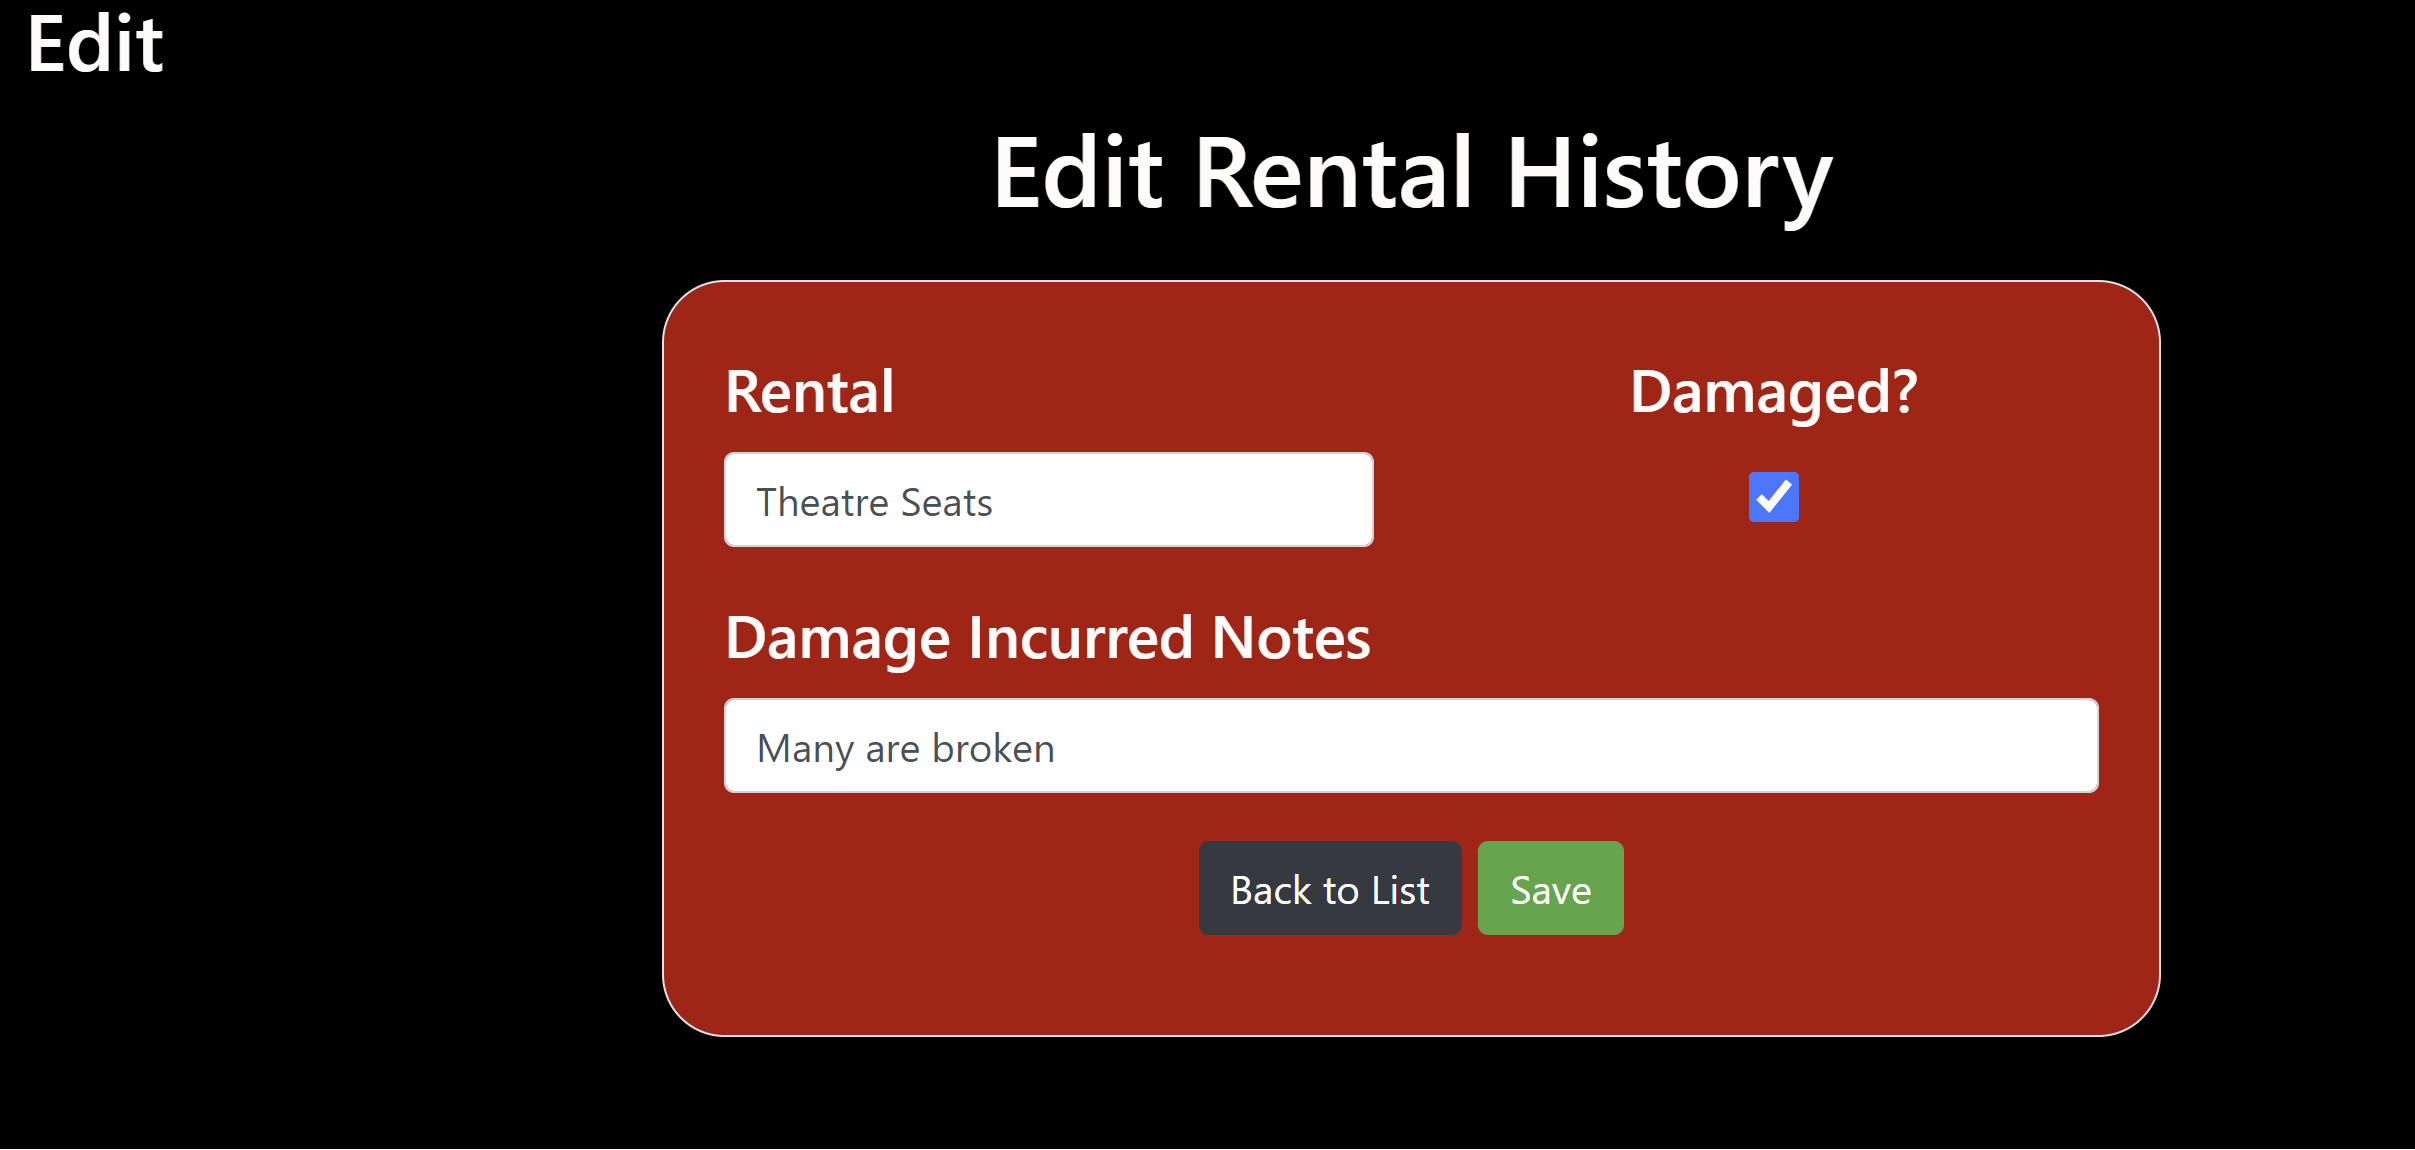 Edit
Edit Rental History
Rental
Damaged?
Theatre Seats
Damage Incurred Notes
Many are broken
Back to List
Save